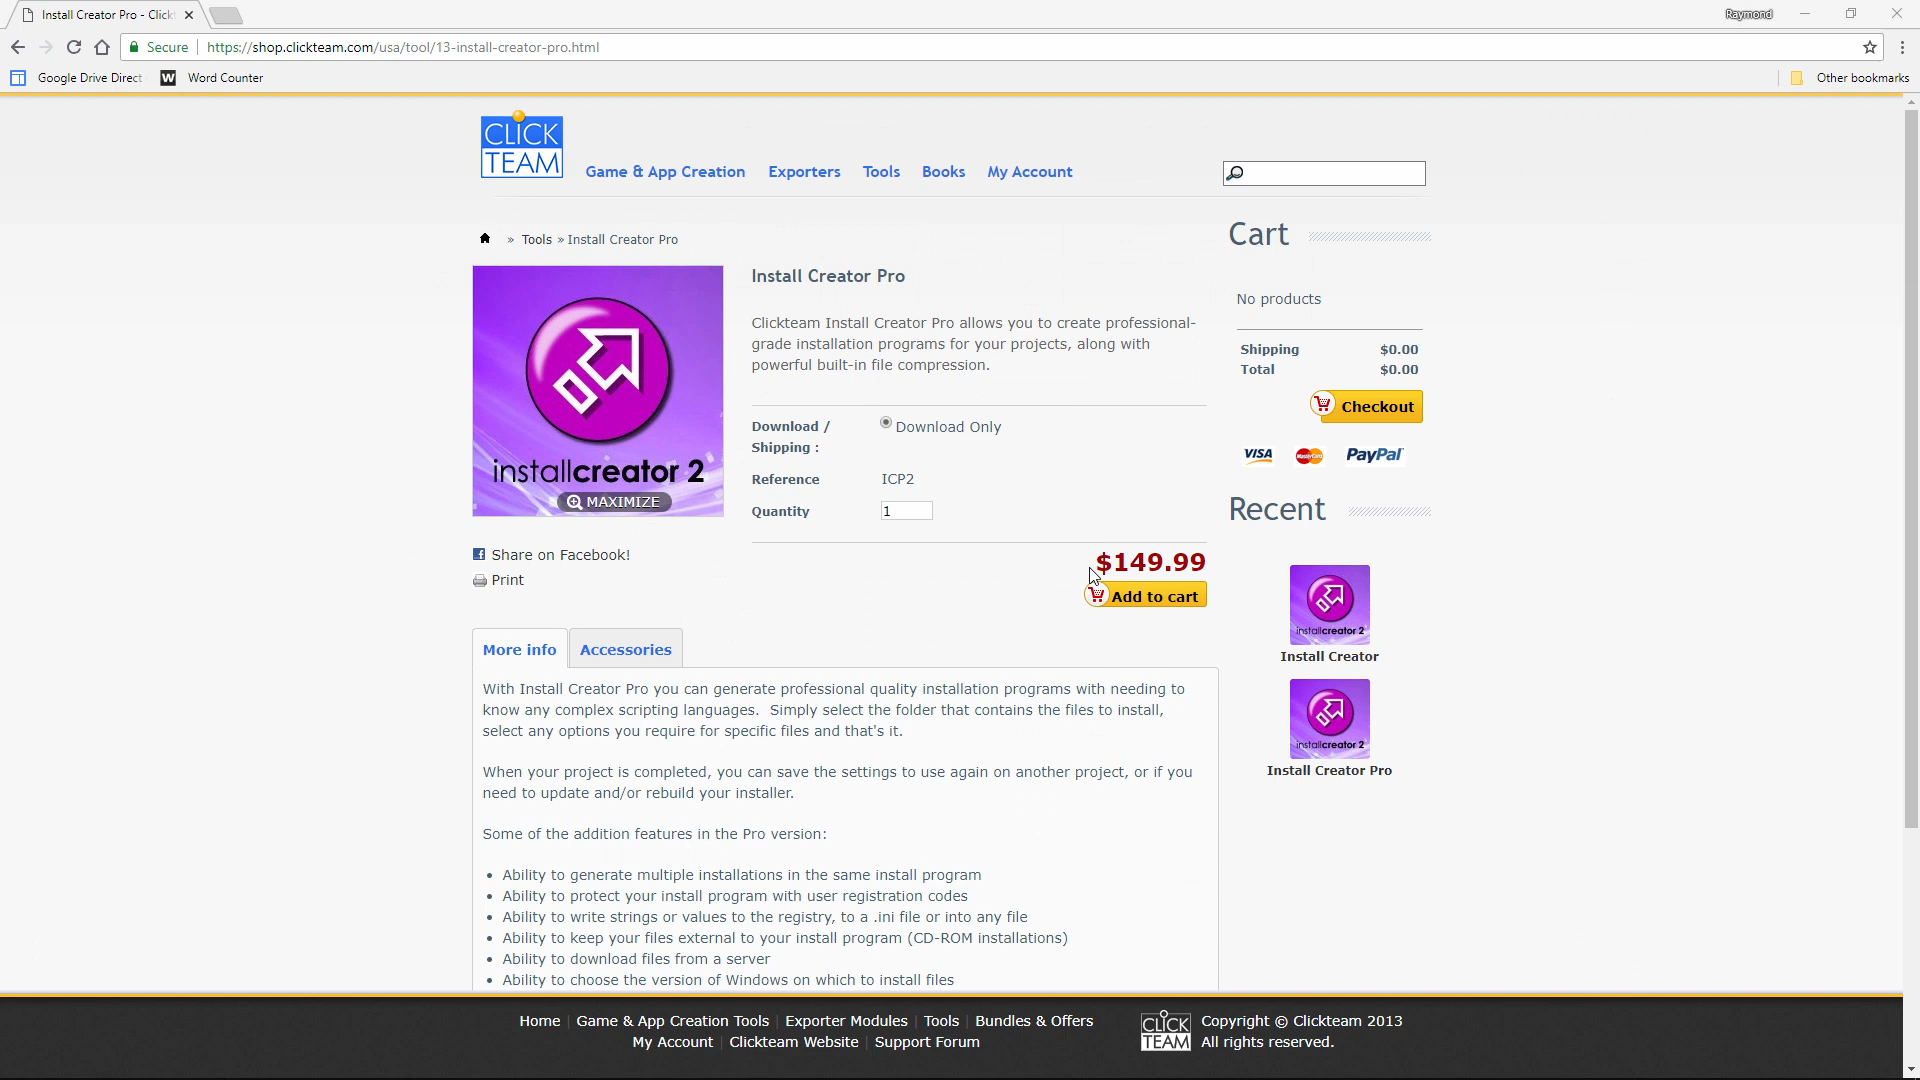 Install Creator Pro - Click
Raymond
Secure
https://shop.clickteam.com/usa/tool/13-install-creator-pro.html
Google Drive Direct
W
Word Counter
Other bookmarks
CLICK
TEAM
Game & App Creation
Exporters
Tools
Books
My Account
» Tools » Install Creator Pro
installcreator 2
MAXIMIZE
Share on Facebook!
Print
Install Creator Pro
Clickteam Install Creator Pro allows you to create professional-
grade installation programs for your projects, along with
powerful built-in file compression.
Download /
Shipping :
Download Only
Reference
ICP2
Quantity
1
$149.99
Add to cart
Cart
No products
Shipping $0.00
Total $0.00
Checkout
VISA
MasterCard
PayPal
Recent
installcreator 2
Install Creator
installcreator 2
Install Creator Pro
More info
Accessories
With Install Creator Pro you can generate professional quality installation programs with needing to
know any complex scripting languages.  Simply select the folder that contains the files to install,
select any options you require for specific files and that's it.
When your project is completed, you can save the settings to use again on another project, or if you
need to update and/or rebuild your installer.
Some of the addition features in the Pro version:
• Ability to generate multiple installations in the same install program
• Ability to protect your install program with user registration codes
• Ability to write strings or values to the registry, to a .ini file or into any file
• Ability to keep your files external to your install program (CD-ROM installations)
• Ability to download files from a server
• Ability to choose the version of Windows on which to install files
Home | Game & App Creation Tools | Exporter Modules | Tools | Bundles & Offers
My Account | Clickteam Website | Support Forum
CLICK
TEAM
Copyright © Clickteam 2013
All rights reserved.